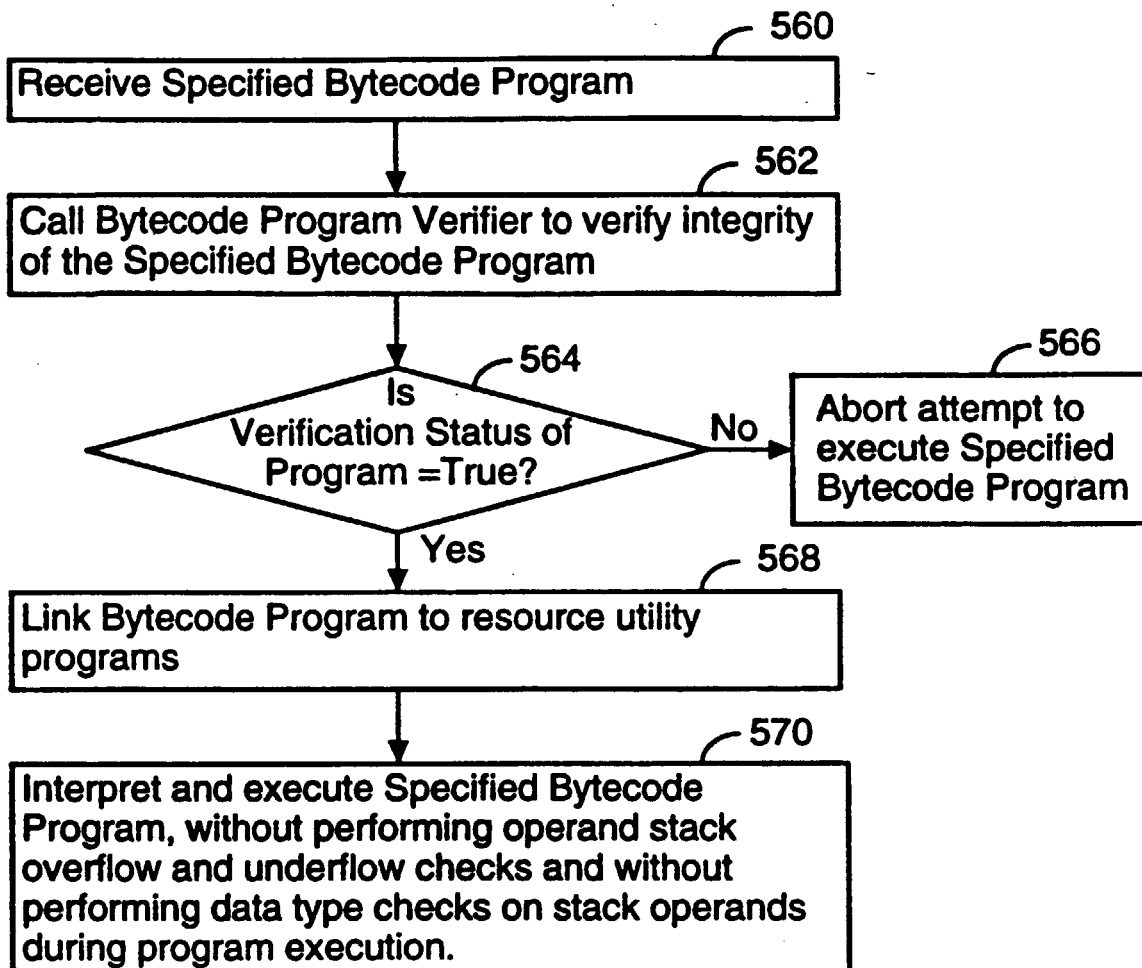 560
Receive Specified Bytecode Program
562
Call Bytecode Program Verifier to verify integrity
of the Specified Bytecode Program
564
Is
Verification Status of
Program =True?
No
566
Abort attempt to
execute Specified
Bytecode Program
Yes
568
Link Bytecode Program to resource utility
programs
570
Interpret and execute Specified Bytecode
Program, without performing operand stack
overflow and underflow checks and without
performing data type checks on stack operands
during program execution.